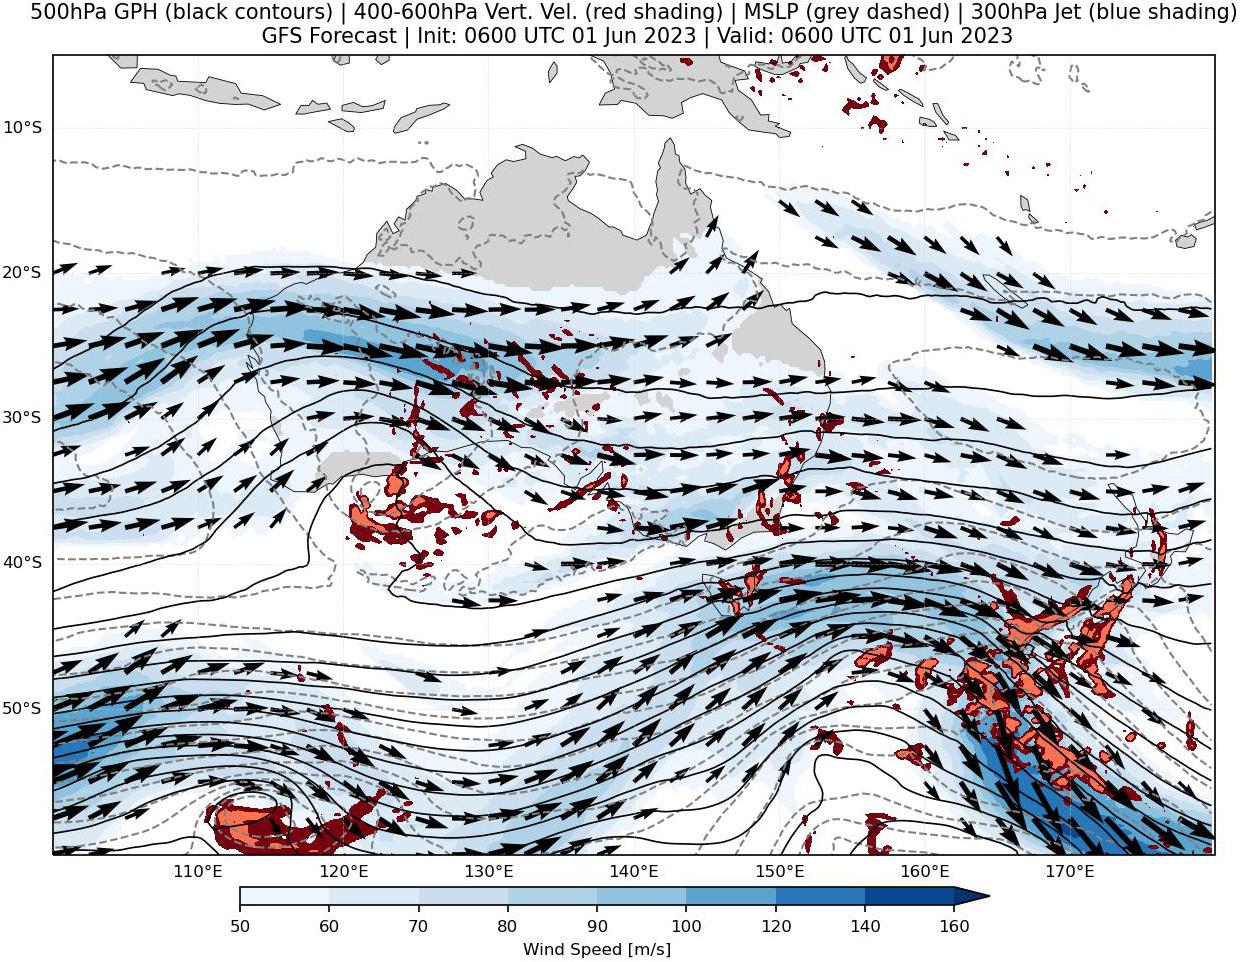 500hPa GPH (black contours) | 400-600hPa Vert. Vel. (red shading) | MSLP (grey dashed) | 300hPa Jet (blue shading)
GFS Forecast | Init: 0600 UTC 01 Jun 2023 | Valid: 0600 UTC 01 Jun 2023
10°S
20°S
30°S
40°S
50°S
110°E 120°E 130°E 140°E 150°E 160°E 170°E
50 60 70 80 90 100 120 140 160
Wind Speed [m/s]